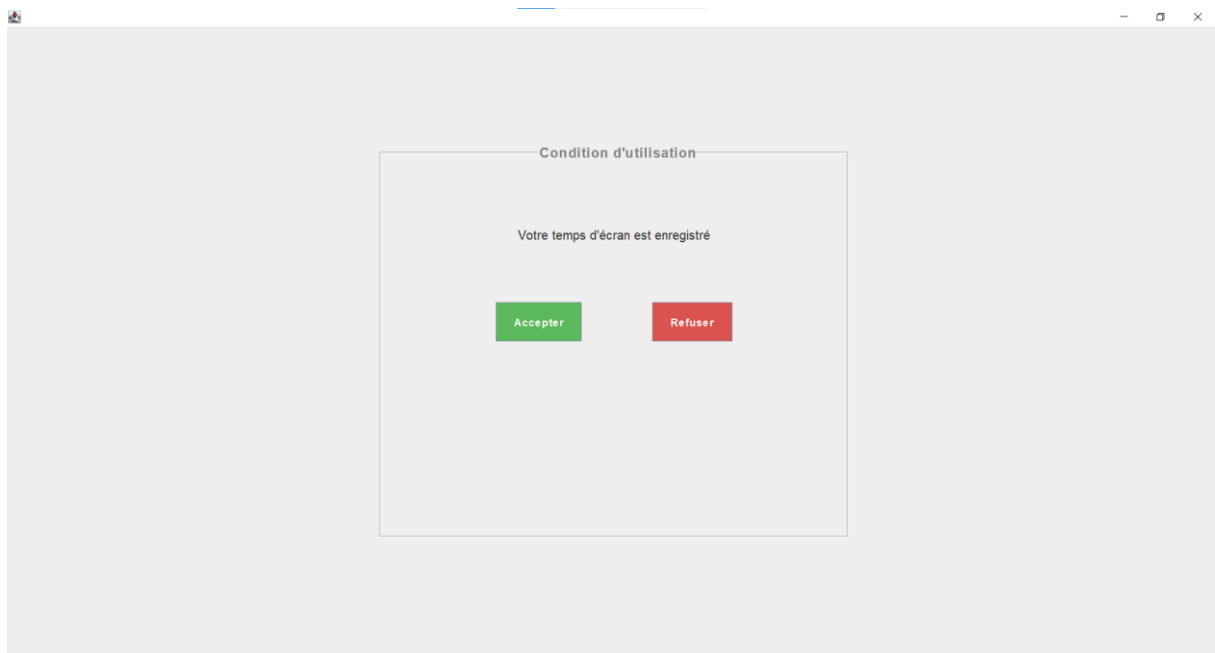 Condition d'utilisation
Votre temps d'écran est enregistré
Accepter
Refuser